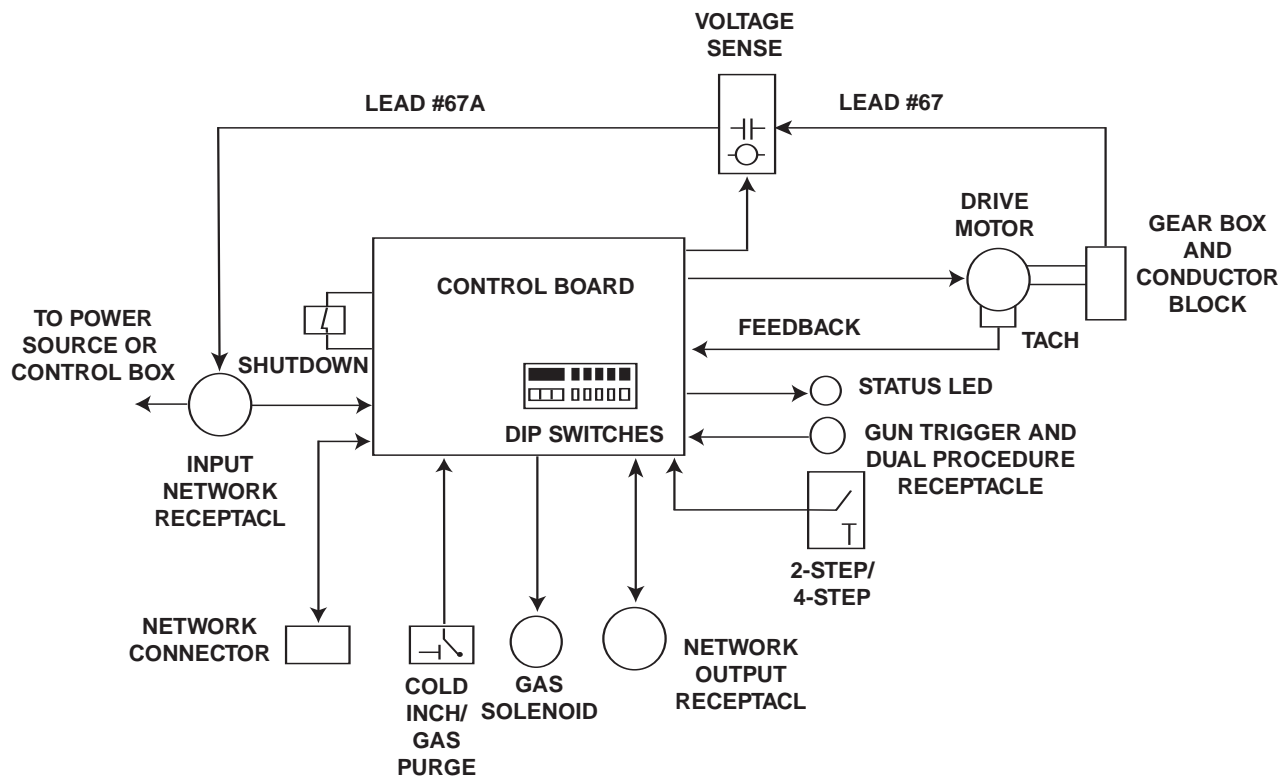 VOLTAGE
SENSE
LEAD #67A
LEAD #67
DRIVE
MOTOR
GEAR BOX
AND
CONDUCTOR
BLOCK
CONTROL BOARD
TO POWER
SOURCE OR
CONTROL BOX
SHUTDOWN
FEEDBACK
TACH
STATUS LED
DIP SWITCHES
GUN TRIGGER AND
DUAL PROCEDURE
RECEPTACLE
INPUT
NETWORK
RECEPTACL
2-STEP/
4-STEP
NETWORK
CONNECTOR
COLD
INCH/
GAS
PURGE
GAS
SOLENOID
NETWORK
OUTPUT
RECEPTACL